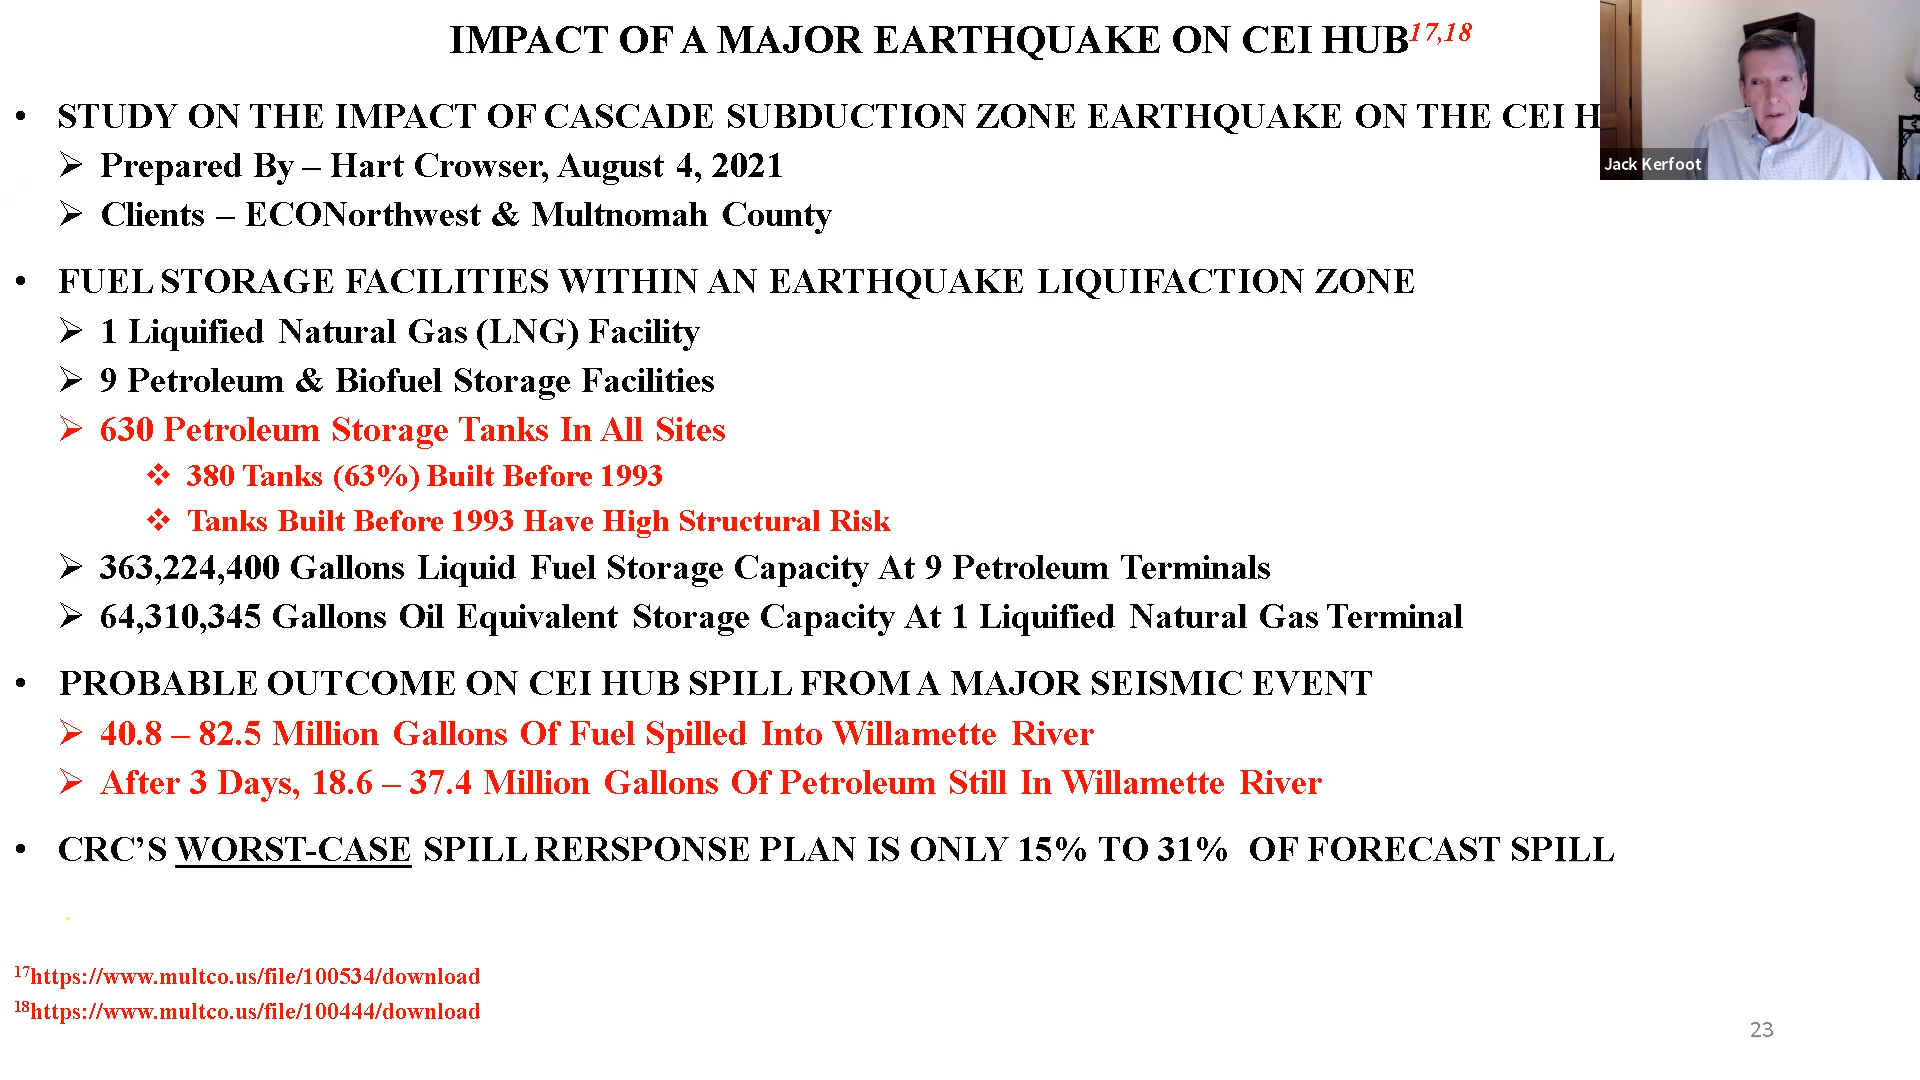 IMPACT OF A MAJOR EARTHQUAKE ON CEI HUB17,18
• STUDY ON THE IMPACT OF CASCADE SUBDUCTION ZONE EARTHQUAKE ON THE CEI H
Jack Kerfoot
➢ Prepared By – Hart Crowser, August 4, 2021
➢ Clients – ECONorthwest & Multnomah County
• FUEL STORAGE FACILITIES WITHIN AN EARTHQUAKE LIQUIFACTION ZONE
➢ 1 Liquified Natural Gas (LNG) Facility
➢ 9 Petroleum & Biofuel Storage Facilities
➢ 630 Petroleum Storage Tanks In All Sites
❖ 380 Tanks (63%) Built Before 1993
❖ Tanks Built Before 1993 Have High Structural Risk
➢ 363,224,400 Gallons Liquid Fuel Storage Capacity At 9 Petroleum Terminals
➢ 64,310,345 Gallons Oil Equivalent Storage Capacity At 1 Liquified Natural Gas Terminal
• PROBABLE OUTCOME ON CEI HUB SPILL FROM A MAJOR SEISMIC EVENT
➢ 40.8 – 82.5 Million Gallons Of Fuel Spilled Into Willamette River
➢ After 3 Days, 18.6 – 37.4 Million Gallons Of Petroleum Still In Willamette River
• CRC’S WORST-CASE SPILL RERSPONSE PLAN IS ONLY 15% TO 31% OF FORECAST SPILL
17https://www.multco.us/file/100534/download
18https://www.multco.us/file/100444/download
23